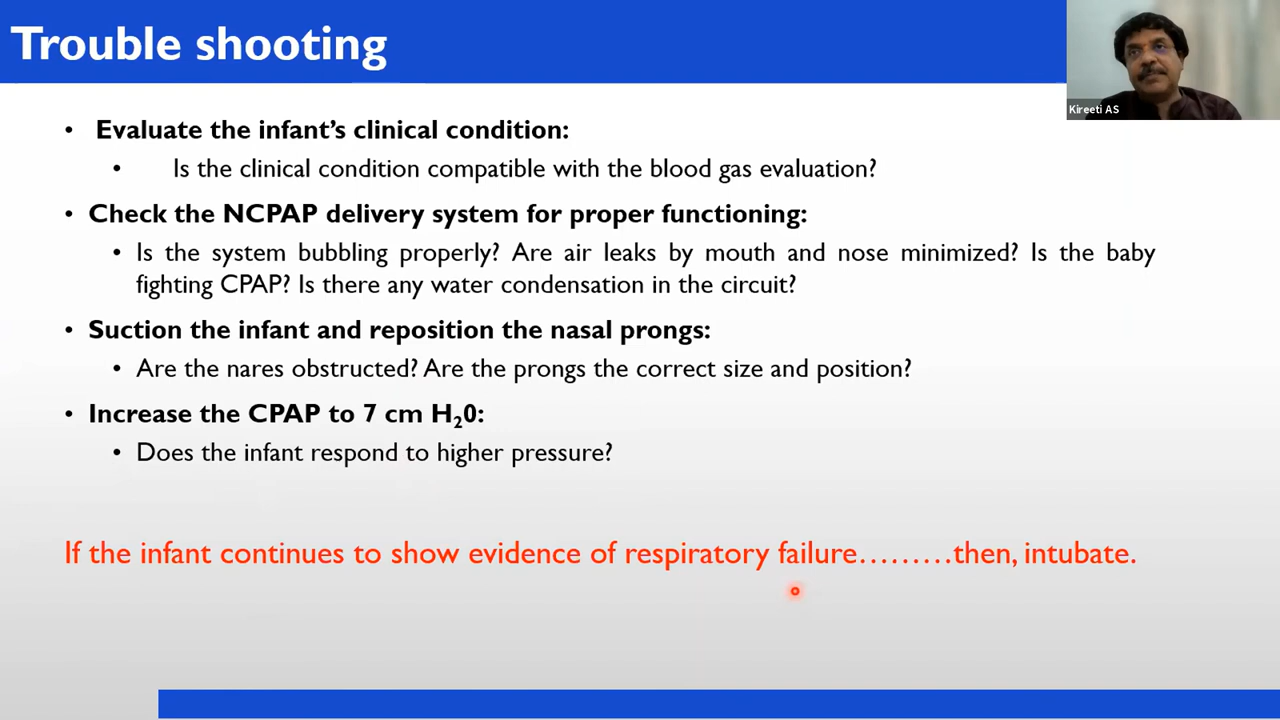 Trouble shooting
Kireeti AS
• Evaluate the infant’s clinical condition:
• Is the clinical condition compatible with the blood gas evaluation?
• Check the NCPAP delivery system for proper functioning:
• Is the system bubbling properly? Are air leaks by mouth and nose minimized? Is the baby
fighting CPAP? Is there any water condensation in the circuit?
• Suction the infant and reposition the nasal prongs:
• Are the nares obstructed? Are the prongs the correct size and position?
• Increase the CPAP to 7 cm H₂0:
• Does the infant respond to higher pressure?
If the infant continues to show evidence of respiratory failure………then, intubate.